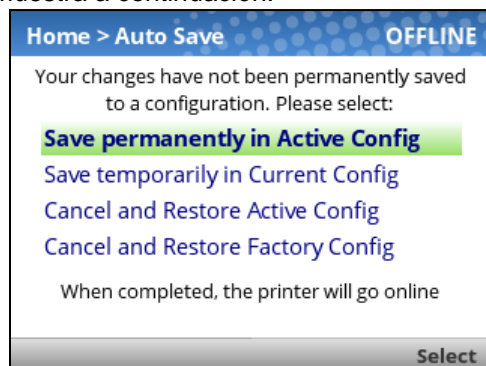 a continuación.
Home > Auto Save OFFLINE
Your changes have not been permanently saved
to a configuration. Please select:
Save permanently in Active Config
Save temporarily in Current Config
Cancel and Restore Active Config
Cancel and Restore Factory Config
When completed, the printer will go online
Select